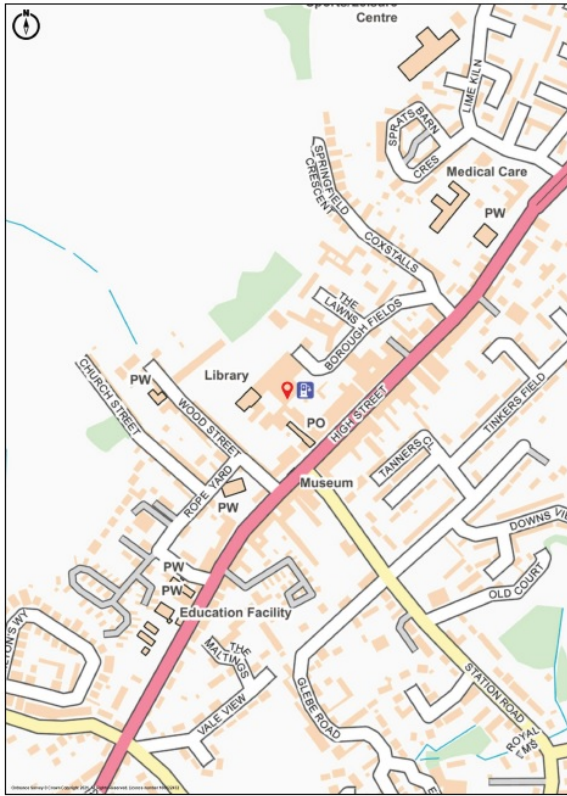 Sports/Leisure
Centre
LIME KILN
SPRATS
BARN
CRES
Medical Care
PW
SPRINGFIELD
CRESCENT
COXSTALLS
THE
LAWNS
BOROUGH FIELDS
CHURCH STREET
PW
Library
WOOD STREET
PO
HIGH STREET
TINKERS FIELD
TANNERS
Museum
ROPE YARD
PW
DOWNS VIE
PW
PW
OLD COURT
Education Facility
THE
MALTINGS
VALE VIEW
GLEBE ROAD
STATION ROAD
ROYAL
N